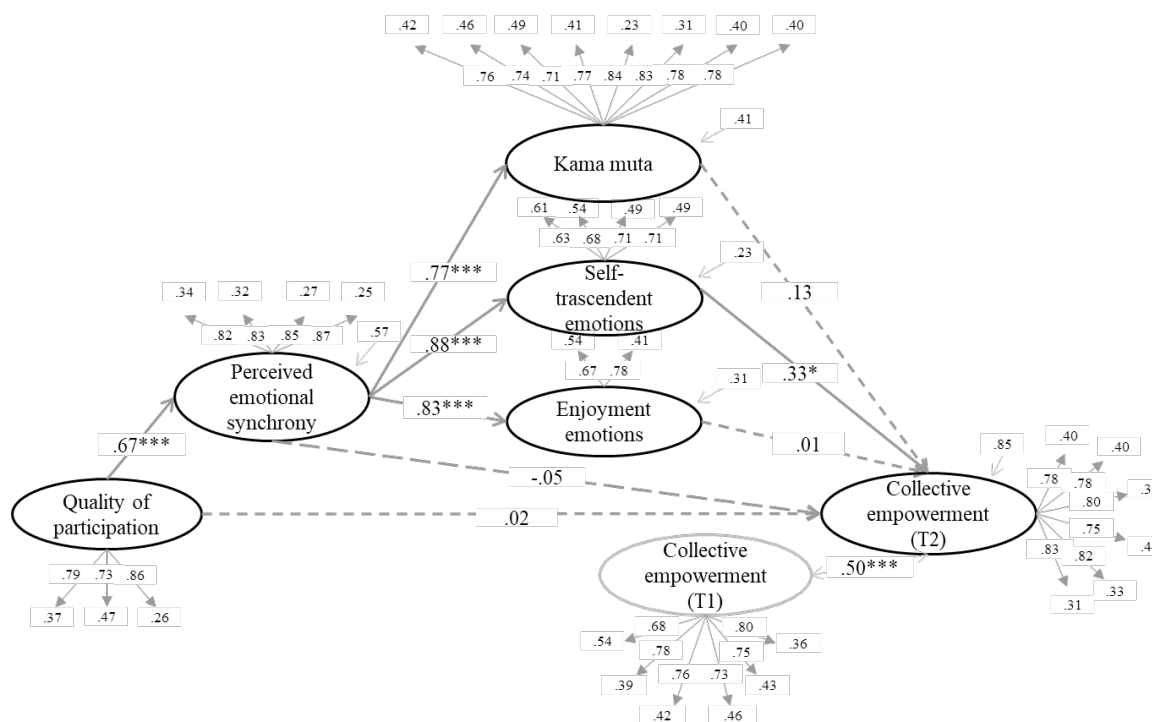 .42 .46 .49 .41 .23 .31 .40 .40
.76 .74 .71 .77 .84 .83 .78 .78
.41
Kama muta
.61 .54 .49 .49
.63 .68 .71 .71
.23
Self-
trascendent
emotions
.77***
.13
.34 .32 .27 .25
.82 .83 .85 .87
.57
.88***
.54 .41
.67 .78
.31
.33*
Perceived
emotional
synchrony
.83***
Enjoyment
emotions
.01
.67***
-.05
.85
.40
.40
.78
.78
.80
.75
.82
.83
.33
.31
Collective
empowerment
(T2)
Quality of
participation
.02
.79 .73 .86
.37 .47 .26
Collective
empowerment
(T1)
.50***
.68 .80
.54 .36
.78 .75
.76 .73
.39 .43
.42 .46